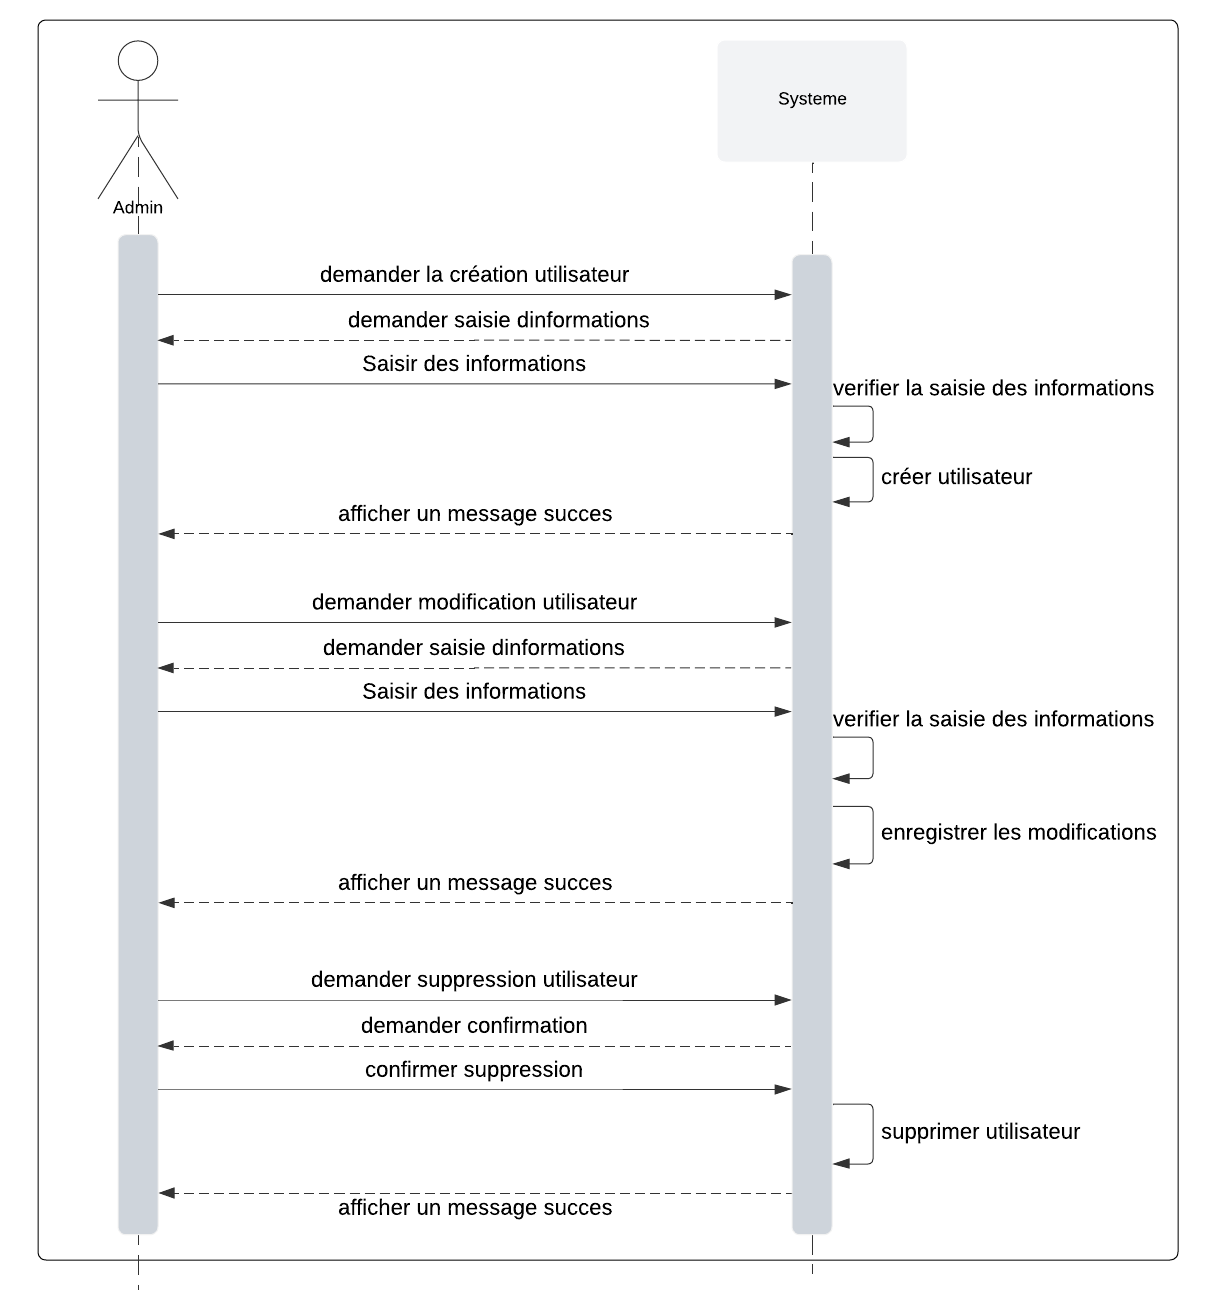 Systeme
Admin
demander la création utilisateur
demander saisie dinformations
Saisir des informations
verifier la saisie des informations
créer utilisateur
afficher un message succes
demander modification utilisateur
demander saisie dinformations
Saisir des informations
verifier la saisie des informations
enregistrer les modifications
afficher un message succes
demander suppression utilisateur
demander confirmation
confirmer suppression
supprimer utilisateur
afficher un message succes